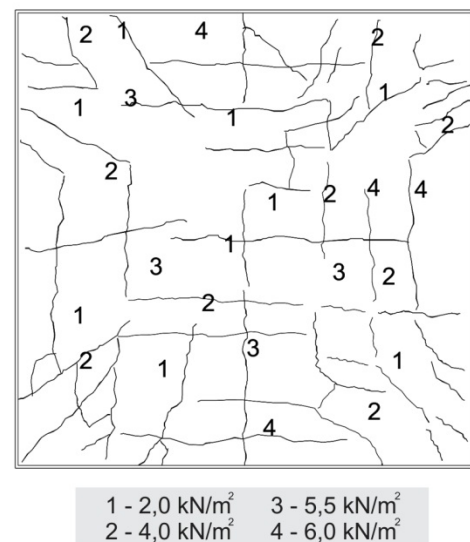 2 1 4 2
1 3 1 1 2
2 1 2 4 4
1
3 3 2
1 2
2 1 3 1
4 2
1 - 2,0 kN/m² 3 - 5,5 kN/m²
2 - 4,0 kN/m² 4 - 6,0 kN/m²